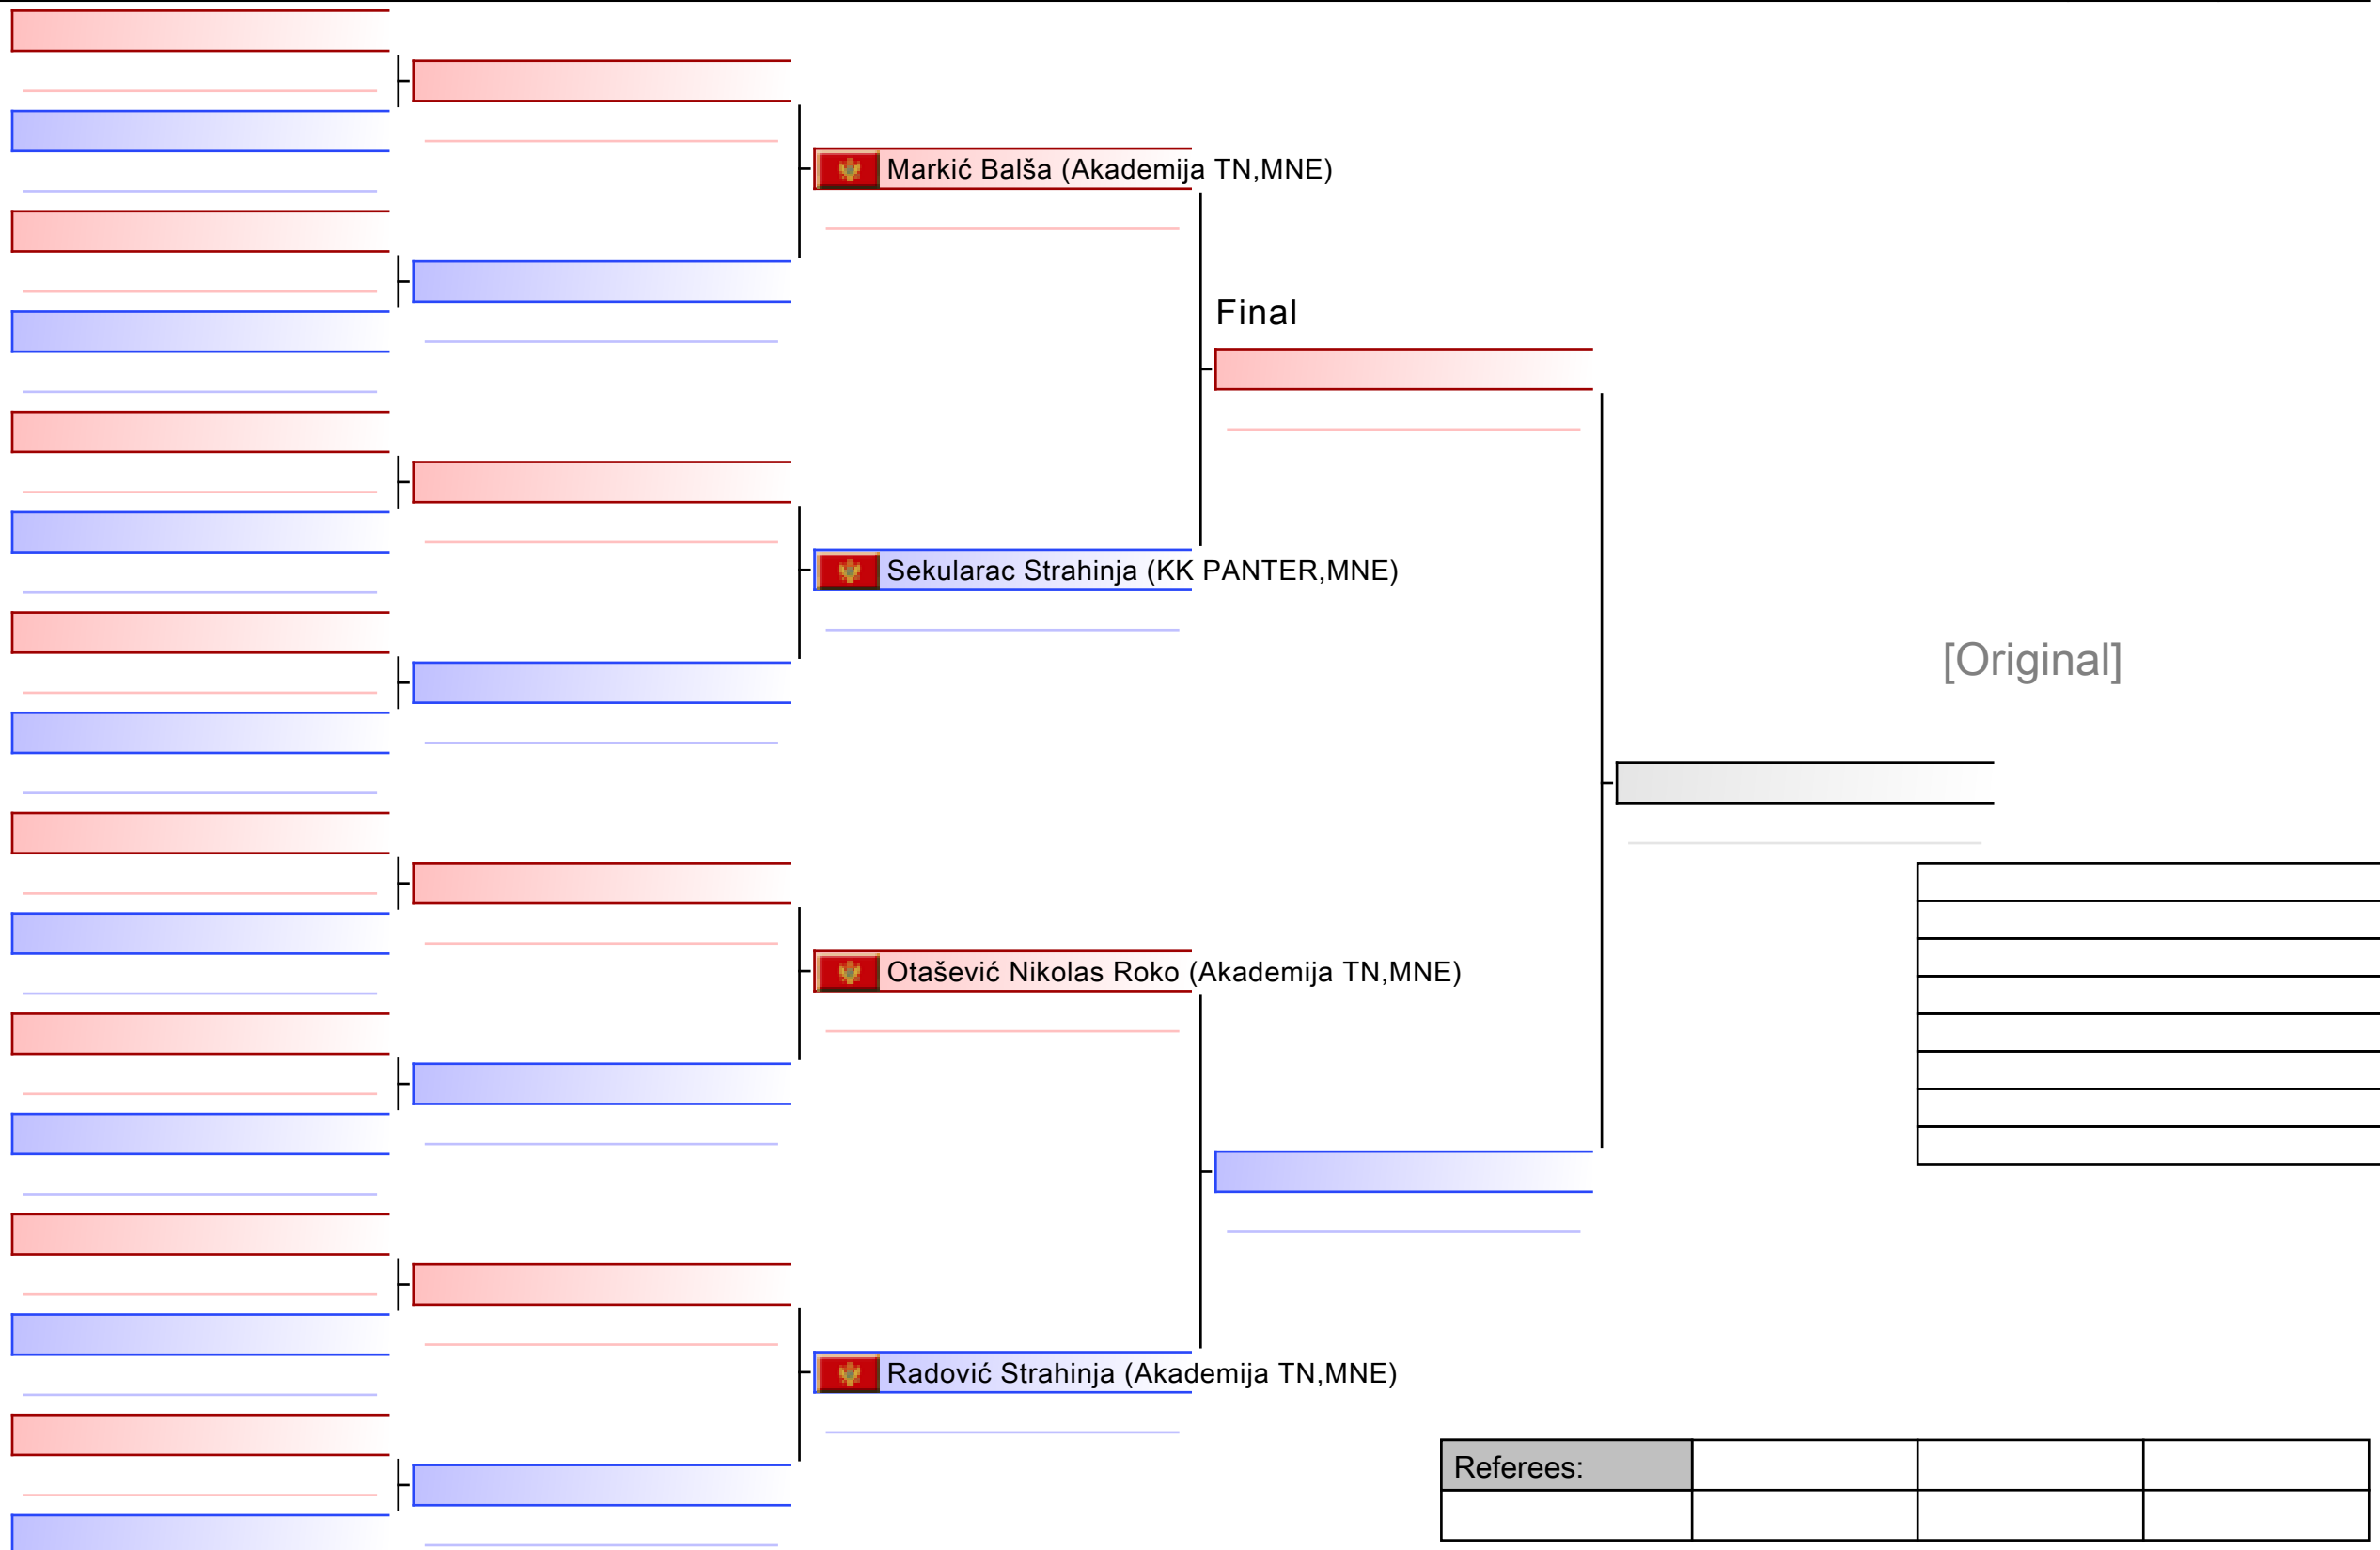 Markić Balša (Akademija TN,MNE)
Final
Sekularac Strahinja (KK PANTER,MNE)
[Original]
Otašević Nikolas Roko (Akademija TN,MNE)
Radović Strahinja (Akademija TN,MNE)
Referees: